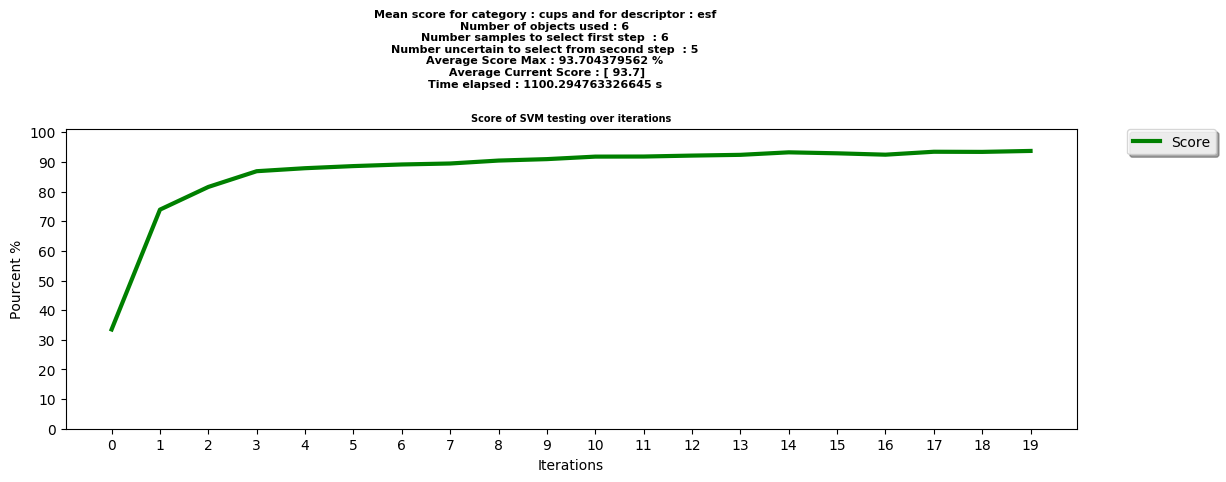 Mean score for category : cups and for descriptor : esf
Number of objects used : 6
Number samples to select first step  : 6
Number uncertain to select from second step  : 5
Average Score Max : 93.704379562 %
Average Current Score : [ 93.7]
Time elapsed : 1100.294763326645 s
Score of SVM testing over iterations
Score
Pourcent %
100
90
80
70
60
50
40
30
20
10
0
0 1 2 3 4 5 6 7 8 9 10 11 12 13 14 15 16 17 18 19
Iterations